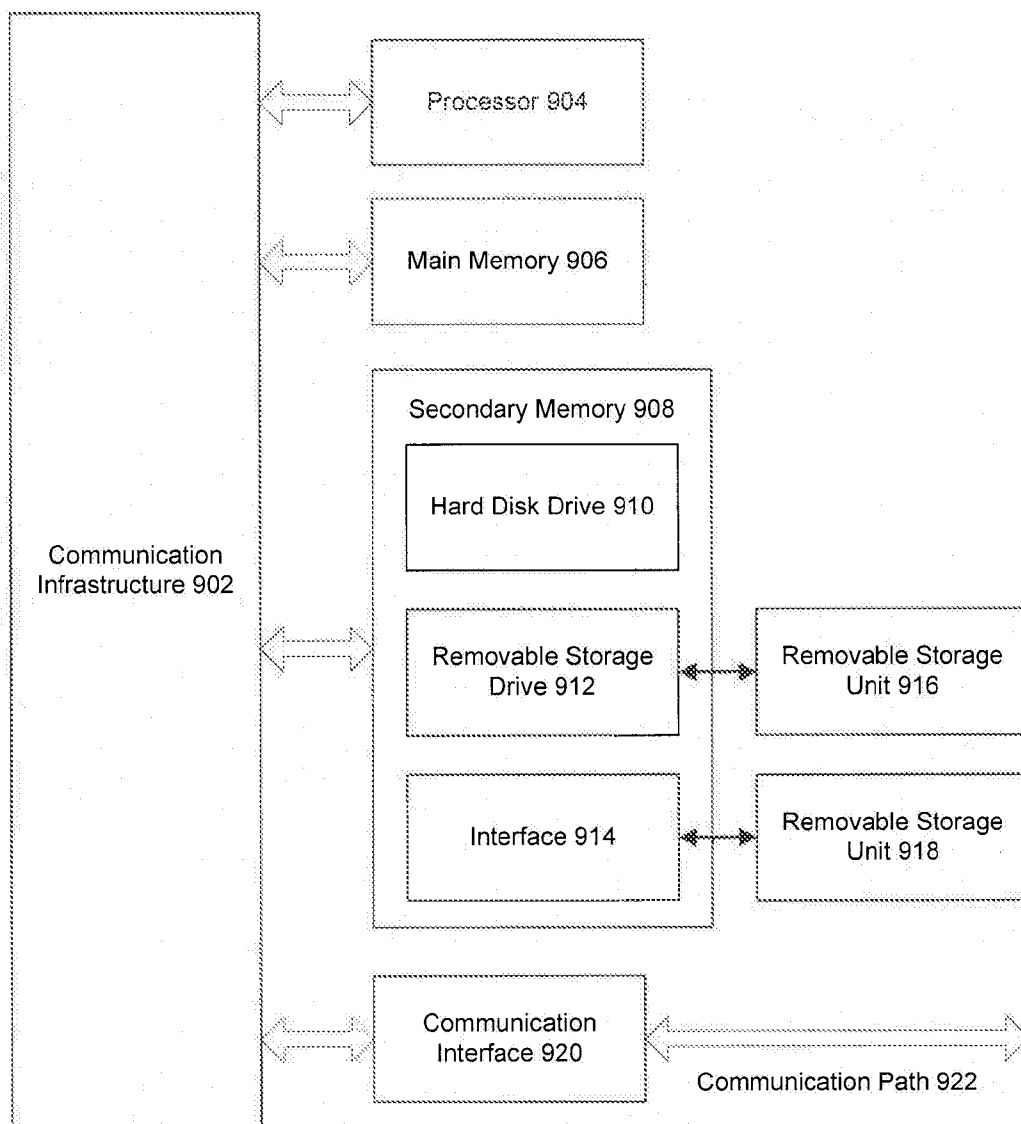 Processor 904
Main Memory 906
Secondary Memory 908
Hard Disk Drive 910
Communication
Infrastructure 902
Removable Storage
Drive 912
Removable Storage
Unit 916
Interface 914
Removable Storage
Unit 918
Communication
Interface 920
Communication Path 922